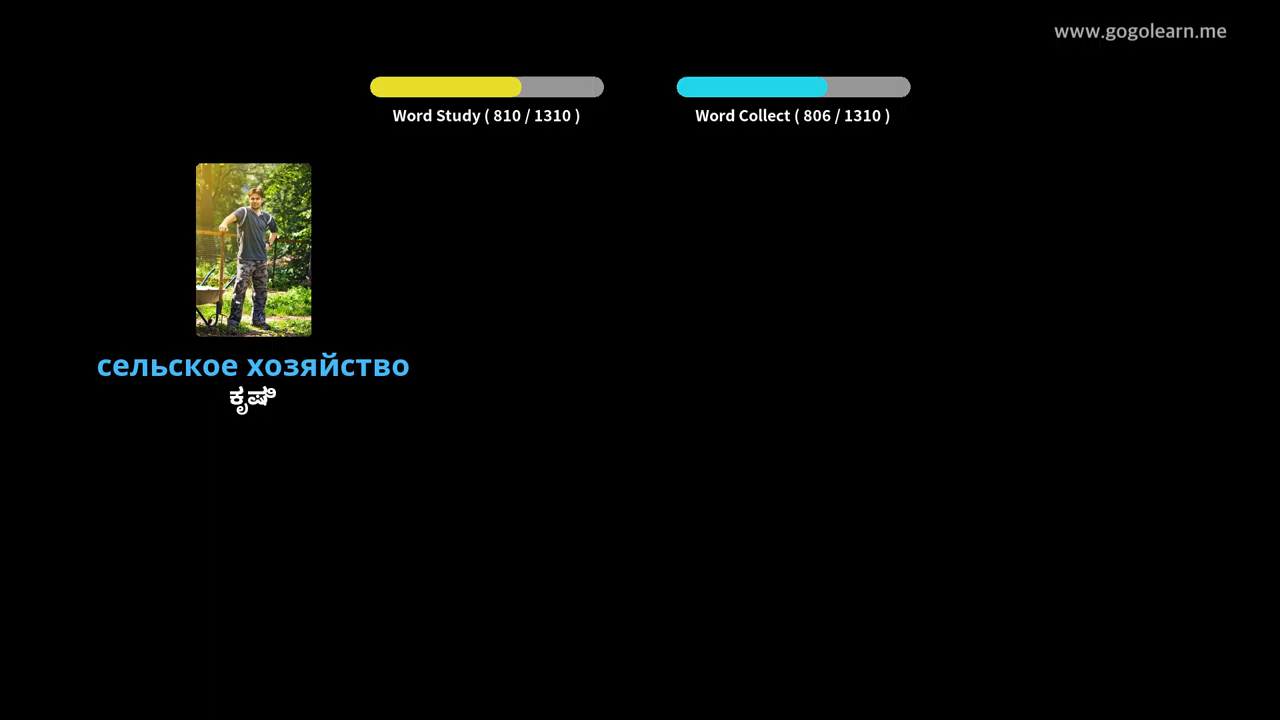 www.gogolearn.me
Word Study ( 810 / 1310 )
Word Collect ( 806 / 1310 )
сельское хозяйство
ಕೃಷಿ